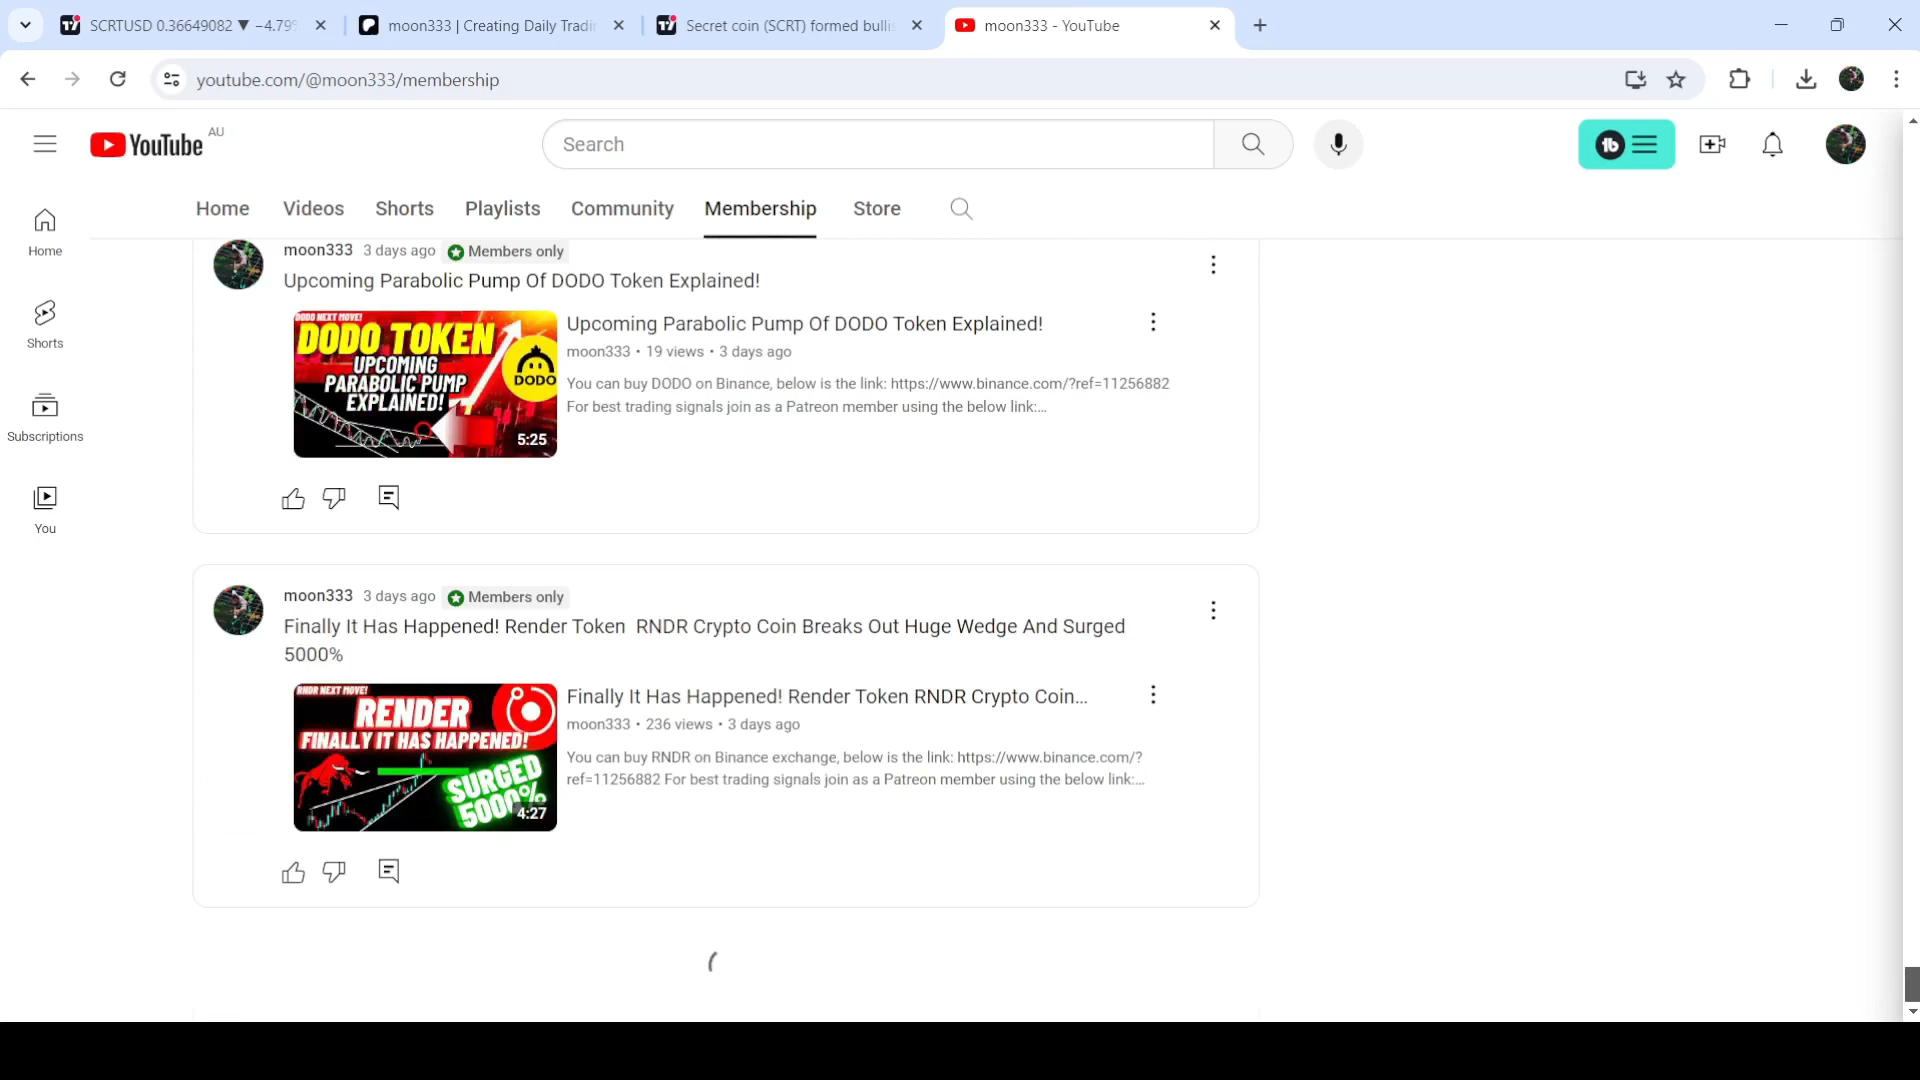 SCRTUSD 0.36649082 ▼ −4.79%
moon333 | Creating Daily Tradin
Secret coin (SCRT) formed bullis
moon333 - YouTube
youtube.com/@moon333/membership
YouTube AU
Search
Home
Videos
Shorts
Playlists
Community
Membership
Store
Home
Shorts
Subscriptions
You
moon333 3 days ago Members only
Upcoming Parabolic Pump Of DODO Token Explained!
DODO NEXT MOVE!
DODO TOKEN
UPCOMING
PARABOLIC PUMP
EXPLAINED!
DODO
5:25
Upcoming Parabolic Pump Of DODO Token Explained!
moon333 • 19 views • 3 days ago
You can buy DODO on Binance, below is the link: https://www.binance.com/?ref=11256882
For best trading signals join as a Patreon member using the below link:...
moon333 3 days ago Members only
Finally It Has Happened! Render Token RNDR Crypto Coin Breaks Out Huge Wedge And Surged
5000%
RNDR NEXT MOVE!
RENDER
FINALLY IT HAS HAPPENED!
SURGED
5000%
4:27
Finally It Has Happened! Render Token RNDR Crypto Coin...
moon333 • 236 views • 3 days ago
You can buy RNDR on Binance exchange, below is the link: https://www.binance.com/?
ref=11256882 For best trading signals join as a Patreon member using the below link:...